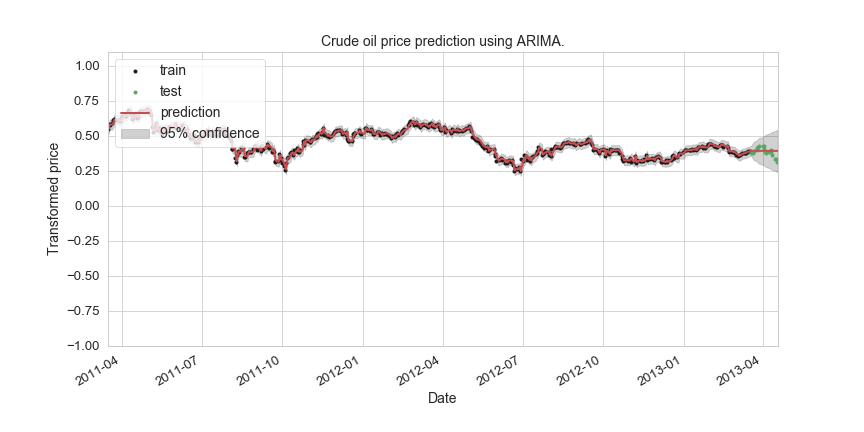 Crude oil price prediction using ARIMA.
train
test
prediction
95% confidence
1.00
0.75
0.50
0.25
0.00
−0.25
−0.50
−0.75
−1.00
Transformed price
2011-04
2011-07
2011-10
2012-01
2012-04
2012-07
2012-10
2013-01
2013-04
Date